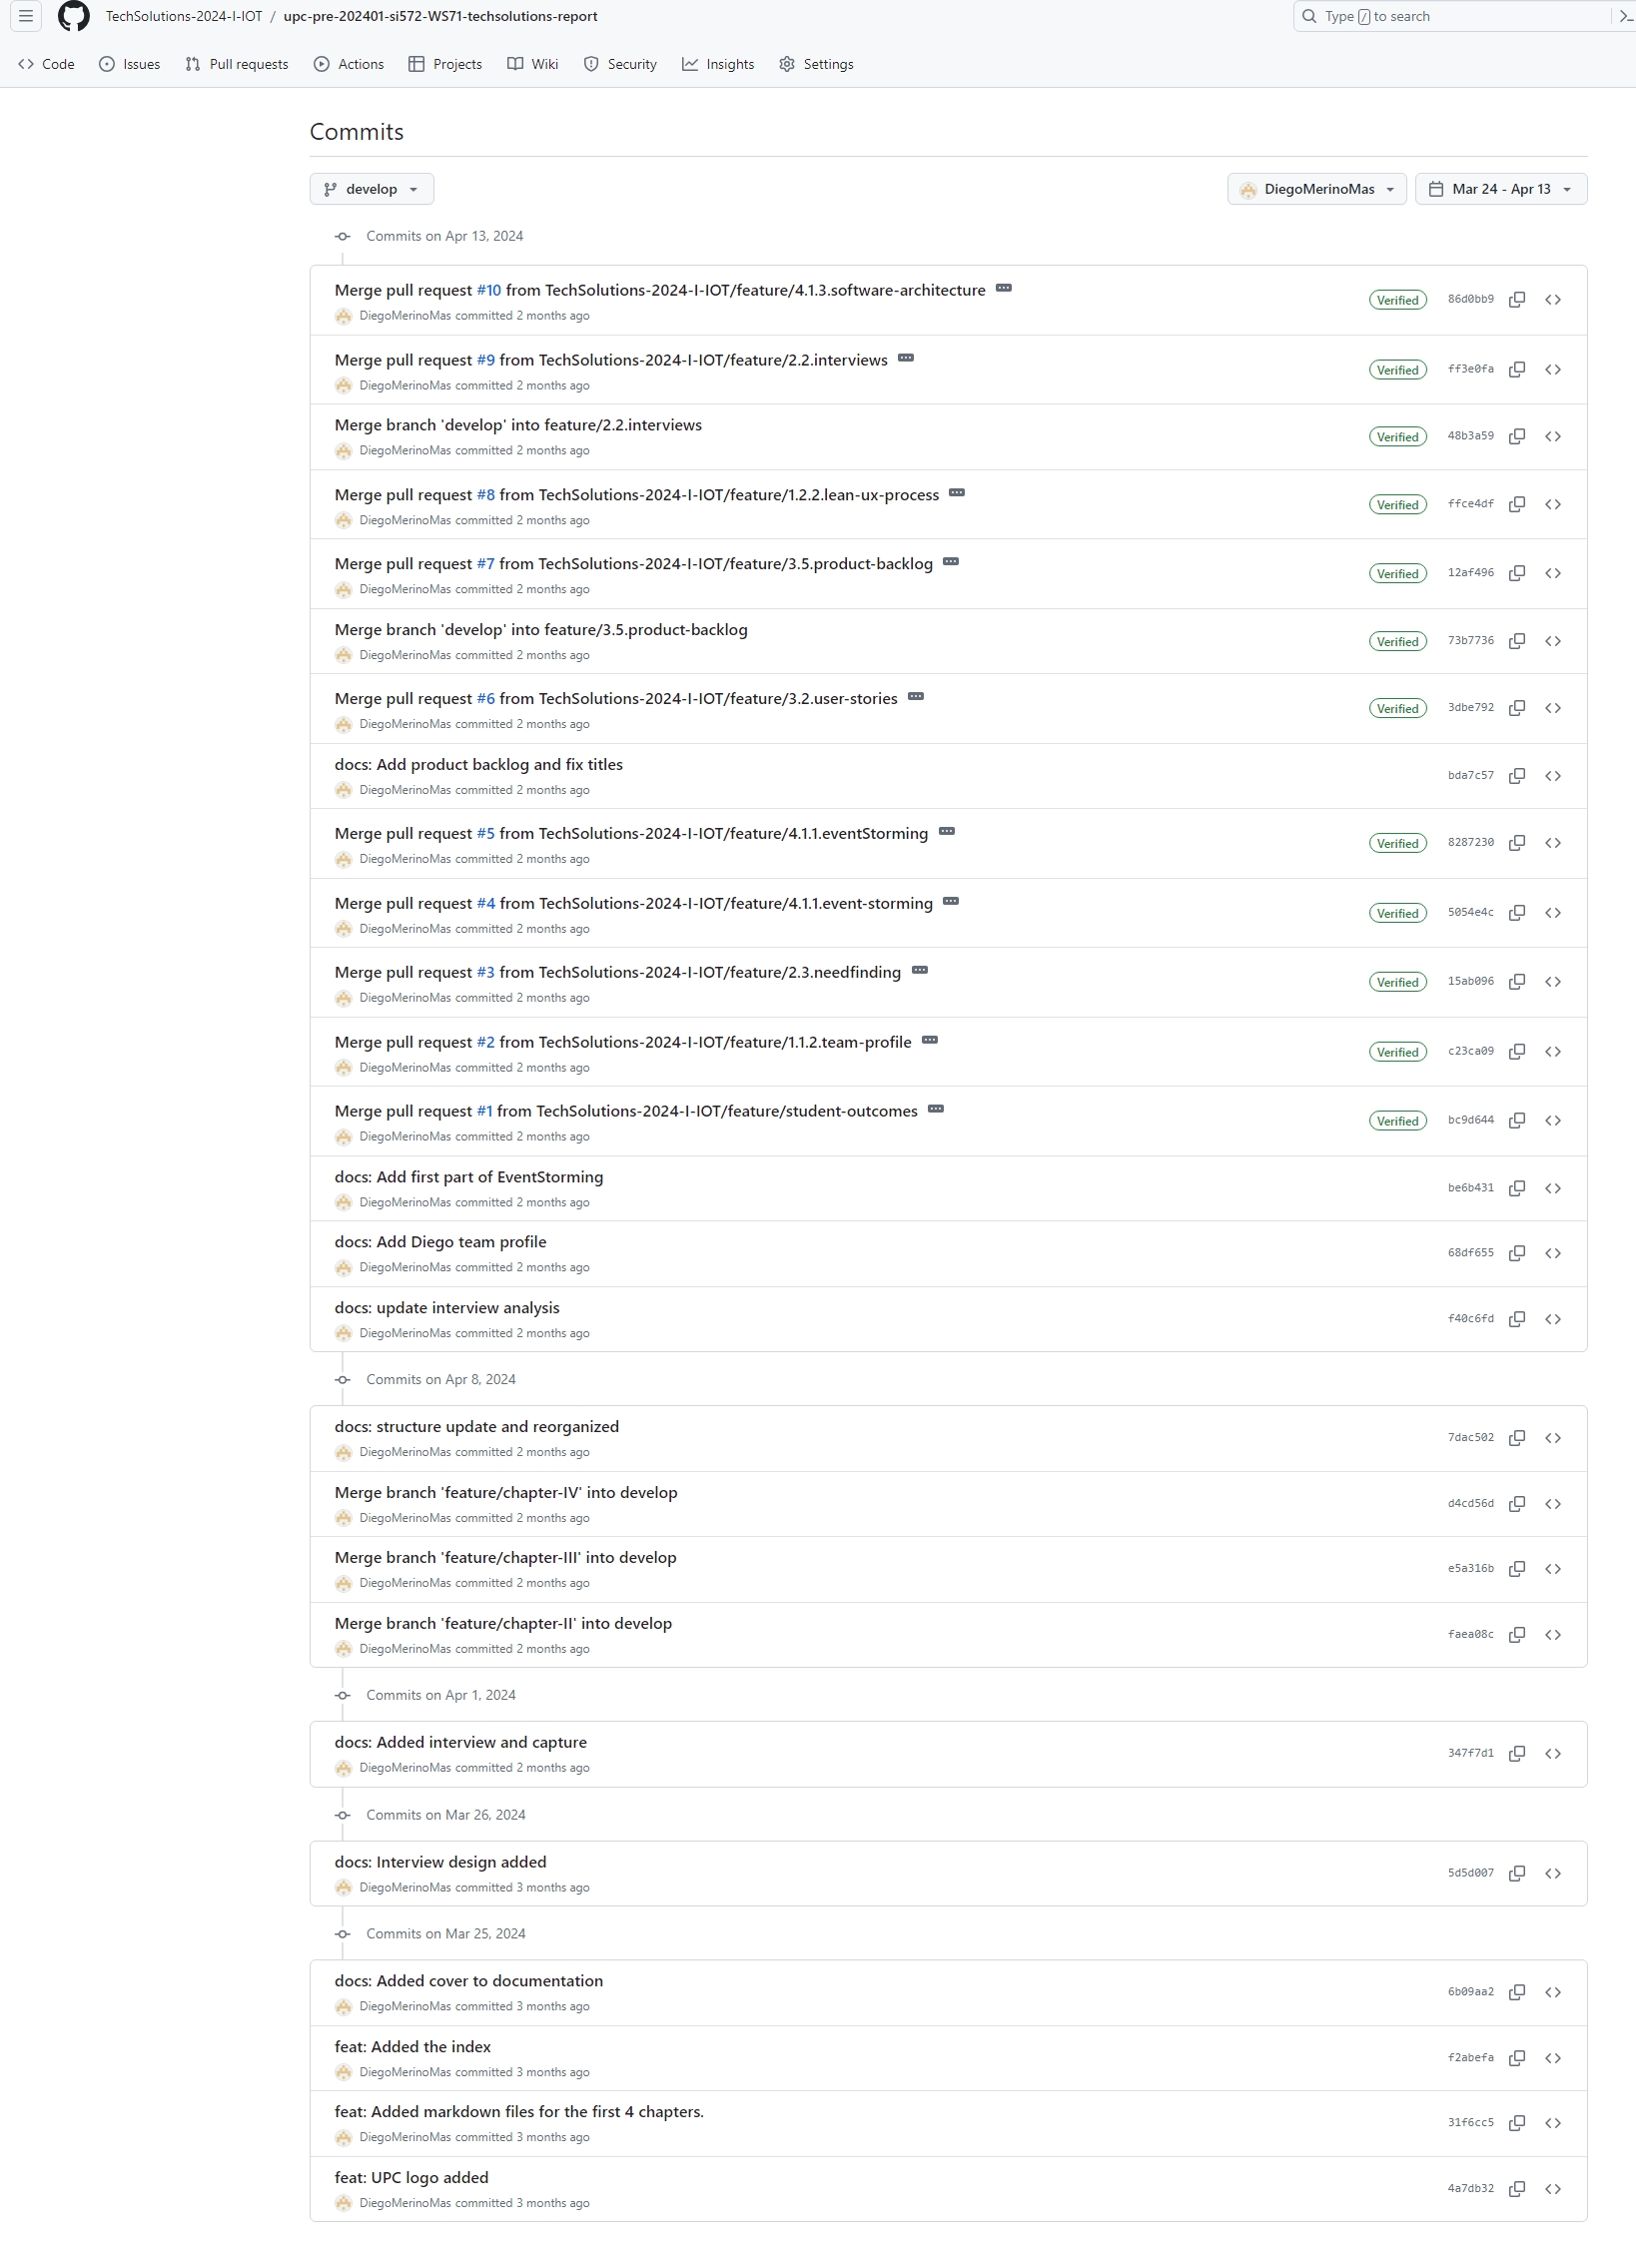 TechSolutions-2024-I-IOT / upc-pre-202401-si572-WS71-techsolutions-report
Type / to search
Code Issues Pull requests Actions Projects Wiki Security Insights Settings
Commits
develop
DiegoMerinoMas Mar 24 - Apr 13
Commits on Apr 13, 2024
Merge pull request #10 from TechSolutions-2024-I-IOT/feature/4.1.3.software-architecture
DiegoMerinoMas committed 2 months ago
Verified 86d0bb9
Merge pull request #9 from TechSolutions-2024-I-IOT/feature/2.2.interviews
DiegoMerinoMas committed 2 months ago
Verified ff3e0fa
Merge branch 'develop' into feature/2.2.interviews
DiegoMerinoMas committed 2 months ago
Verified 48b3a59
Merge pull request #8 from TechSolutions-2024-I-IOT/feature/1.2.2.lean-ux-process
DiegoMerinoMas committed 2 months ago
Verified ffce4df
Merge pull request #7 from TechSolutions-2024-I-IOT/feature/3.5.product-backlog
DiegoMerinoMas committed 2 months ago
Verified 12af496
Merge branch 'develop' into feature/3.5.product-backlog
DiegoMerinoMas committed 2 months ago
Verified 73b7736
Merge pull request #6 from TechSolutions-2024-I-IOT/feature/3.2.user-stories
DiegoMerinoMas committed 2 months ago
Verified 3dbe792
docs: Add product backlog and fix titles
DiegoMerinoMas committed 2 months ago
bda7c57
Merge pull request #5 from TechSolutions-2024-I-IOT/feature/4.1.1.eventStorming
DiegoMerinoMas committed 2 months ago
Verified 8287230
Merge pull request #4 from TechSolutions-2024-I-IOT/feature/4.1.1.event-storming
DiegoMerinoMas committed 2 months ago
Verified 5054e4c
Merge pull request #3 from TechSolutions-2024-I-IOT/feature/2.3.needfinding
DiegoMerinoMas committed 2 months ago
Verified 15ab096
Merge pull request #2 from TechSolutions-2024-I-IOT/feature/1.1.2.team-profile
DiegoMerinoMas committed 2 months ago
Verified c23ca09
Merge pull request #1 from TechSolutions-2024-I-IOT/feature/student-outcomes
DiegoMerinoMas committed 2 months ago
Verified bc9d644
docs: Add first part of EventStorming
DiegoMerinoMas committed 2 months ago
be6b431
docs: Add Diego team profile
DiegoMerinoMas committed 2 months ago
68df655
docs: update interview analysis
DiegoMerinoMas committed 2 months ago
f40c6fd
Commits on Apr 8, 2024
docs: structure update and reorganized
DiegoMerinoMas committed 2 months ago
7dac502
Merge branch 'feature/chapter-IV' into develop
DiegoMerinoMas committed 2 months ago
d4cd56d
Merge branch 'feature/chapter-III' into develop
DiegoMerinoMas committed 2 months ago
e5a316b
Merge branch 'feature/chapter-II' into develop
DiegoMerinoMas committed 2 months ago
faea08c
Commits on Apr 1, 2024
docs: Added interview and capture
DiegoMerinoMas committed 2 months ago
347f7d1
Commits on Mar 26, 2024
docs: Interview design added
DiegoMerinoMas committed 3 months ago
5d5d007
Commits on Mar 25, 2024
docs: Added cover to documentation
DiegoMerinoMas committed 3 months ago
6b09aa2
feat: Added the index
DiegoMerinoMas committed 3 months ago
f2abefa
feat: Added markdown files for the first 4 chapters.
DiegoMerinoMas committed 3 months ago
31f6cc5
feat: UPC logo added
DiegoMerinoMas committed 3 months ago
4a7db32